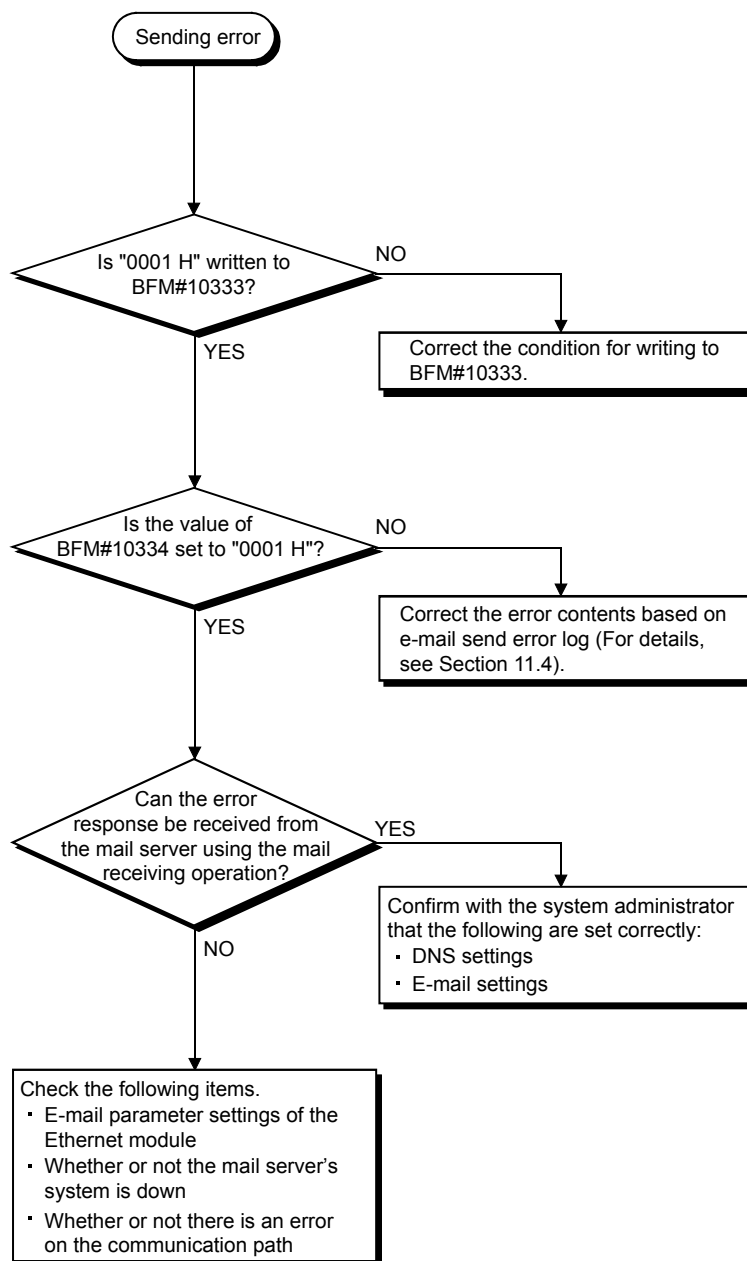 Sending error
Is "0001 H" written to
BFM#10333?
NO
YES
Correct the condition for writing to
BFM#10333.
Is the value of
BFM#10334 set to "0001 H"?
NO
YES
Correct the error contents based on
e-mail send error log (For details,
see Section 11.4).
Can the error
response be received from
the mail server using the mail
receiving operation?
YES
NO
Confirm with the system administrator
that the following are set correctly:
· DNS settings
· E-mail settings
Check the following items.
· E-mail parameter settings of the
Ethernet module
· Whether or not the mail server's
system is down
· Whether or not there is an error
on the communication path